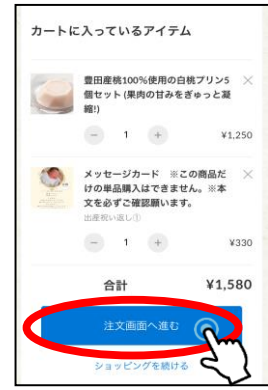 カートに入っているアイテム
豊田産桃100%使用の白桃プリン5
個セット (果肉の甘みをぎゅっと凝
縮!)
− 1 +
¥1,250
メッセージカード ※この商品だ
けの単品購入はできません。※本
文を必ずご確認願います。
出産祝い返し①
− 1 +
¥330
合計 ¥1,580
注文画面へ進む
ショッピングを続ける